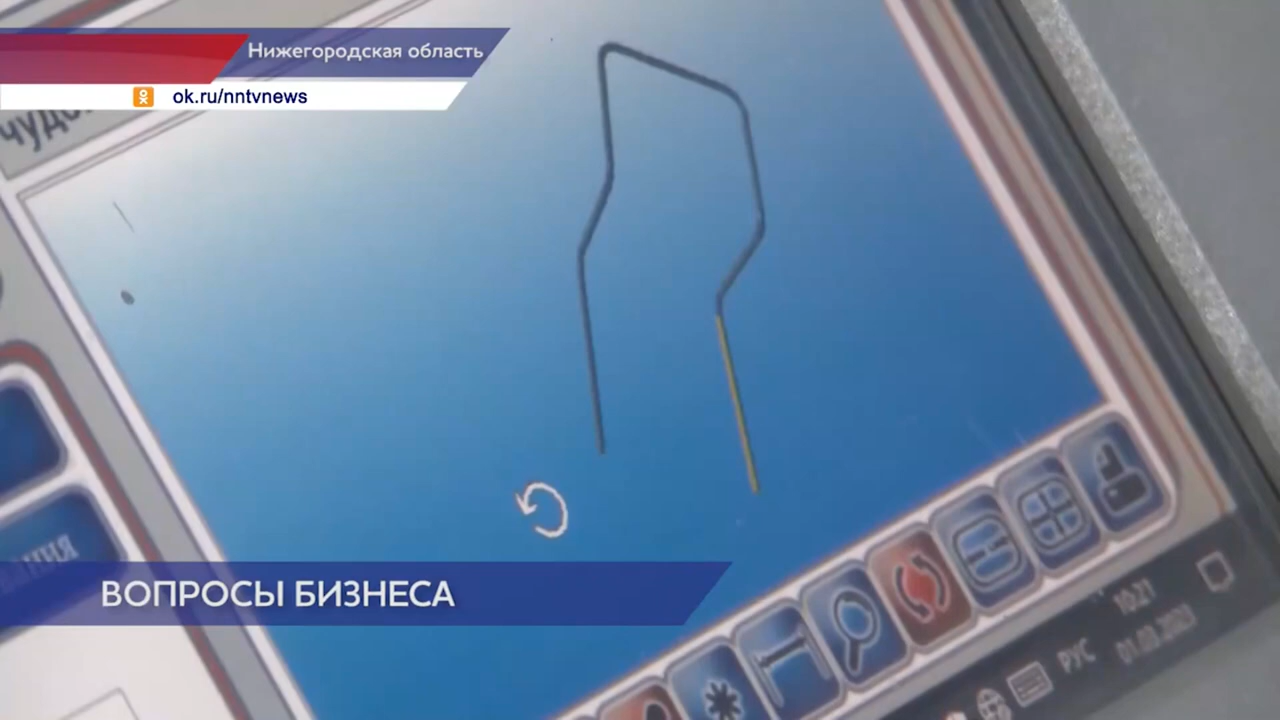 Нижегородская область
ok.ru/nntvnews
ВОПРОСЫ БИЗНЕСА
10:21
РУС